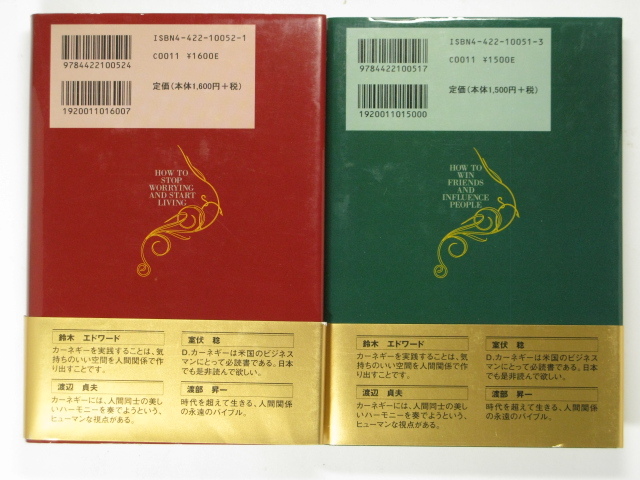 ISBN4-422-10052-1
C0011 ¥1600E
9784422100524
定価(本体1,600円+税)
1920011016007
HOW TO
STOP
WORRYING
AND START
LIVING
鈴木 エドワード
カーネギーを実践することは、気
持ちのいい空間を人間関係で作
り出すことです。
室伏 稔
D.カーネギーは米国のビジネス
マンにとって必読書である。日本
でも是非読んで欲しい。
渡辺 貞夫
カーネギーには、人間同士の美し
いハーモニーを奏でようという、
ヒューマンな視点がある。
渡部 昇一
時代を超えて生きる、人間関係
の永遠のバイブル。
ISBN4-422-10051-3
C0011 ¥1500E
9784422100517
定価(本体1,500円+税)
1920011015000
HOW TO
WIN
FRIENDS
AND
INFLUENCE
PEOPLE
鈴木 エドワード
カーネギーを実践することは、気
持ちのいい空間を人間関係で作
り出すことです。
室伏 稔
D.カーネギーは米国のビジネス
マンにとって必読書である。日本
でも是非読んで欲しい。
渡辺 貞夫
カーネギーには、人間同士の美し
いハーモニーを奏でようという、
ヒューマンな視点がある。
渡部 昇一
時代を超えて生きる、人間関係
の永遠のバイブル。